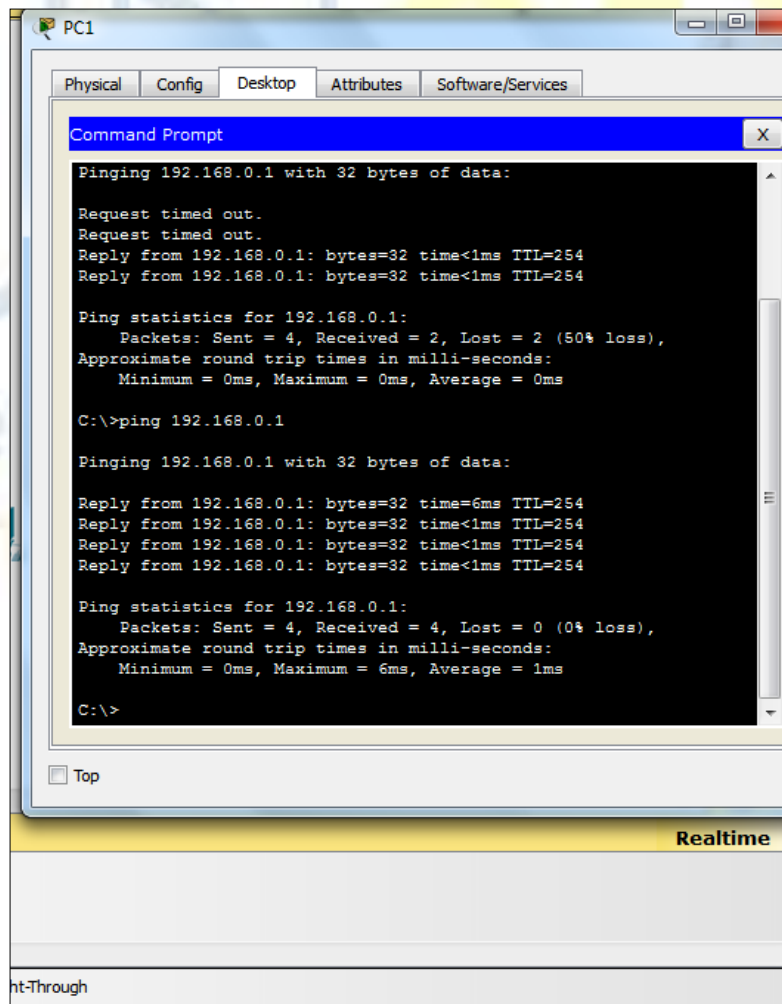 PC1
Physical Config Desktop Attributes Software/Services
Command Prompt X
Pinging 192.168.0.1 with 32 bytes of data:
Request timed out.
Request timed out.
Reply from 192.168.0.1: bytes=32 time<1ms TTL=254
Reply from 192.168.0.1: bytes=32 time<1ms TTL=254
Ping statistics for 192.168.0.1:
Packets: Sent = 4, Received = 2, Lost = 2 (50% loss),
Approximate round trip times in milli-seconds:
Minimum = 0ms, Maximum = 0ms, Average = 0ms
C:\>ping 192.168.0.1
Pinging 192.168.0.1 with 32 bytes of data:
Reply from 192.168.0.1: bytes=32 time=6ms TTL=254
Reply from 192.168.0.1: bytes=32 time<1ms TTL=254
Reply from 192.168.0.1: bytes=32 time<1ms TTL=254
Reply from 192.168.0.1: bytes=32 time<1ms TTL=254
Ping statistics for 192.168.0.1:
Packets: Sent = 4, Received = 4, Lost = 0 (0% loss),
Approximate round trip times in milli-seconds:
Minimum = 0ms, Maximum = 6ms, Average = 1ms
C:\>
Top
Realtime
ht-Through